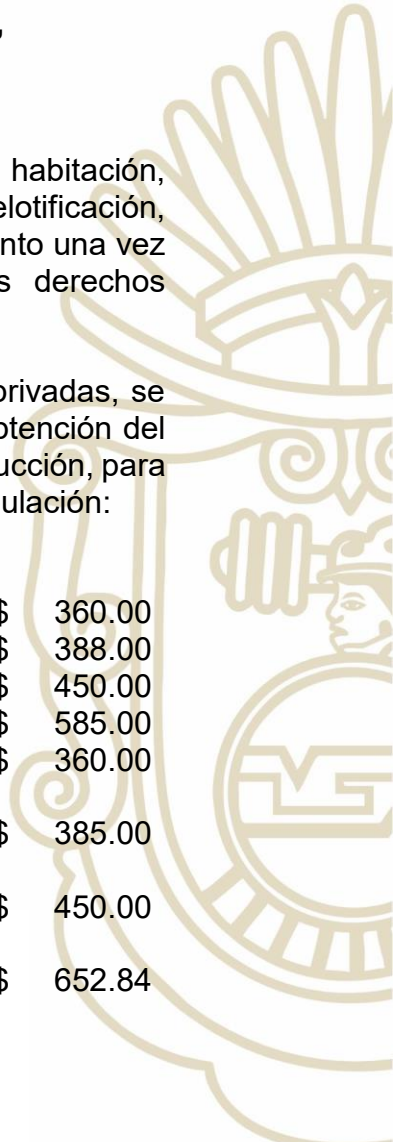 ,
habitación,
elotificación,
nto una vez
s derechos
privadas, se
otención del
ucción, para
ulación:
$ 360.00
$ 388.00
$ 450.00
$ 585.00
$ 360.00
$ 385.00
$ 450.00
$ 652.84